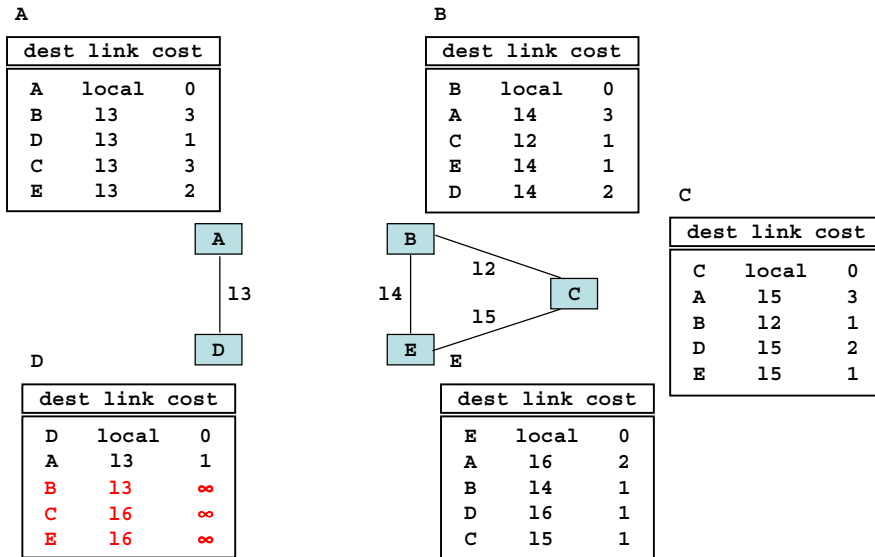 A
dest link cost
A local 0
B l3 3
D l3 1
C l3 3
E l3 2
B
dest link cost
B local 0
A l4 3
C l2 1
E l4 1
D l4 2
C
dest link cost
C local 0
A l5 3
B l2 1
D l5 2
E l5 1
A
B
l2
l3
l4
C
l5
D
E
D
dest link cost
D local 0
A l3 1
B l3 ∞
C l6 ∞
E l6 ∞
E
dest link cost
E local 0
A l6 2
B l4 1
D l6 1
C l5 1